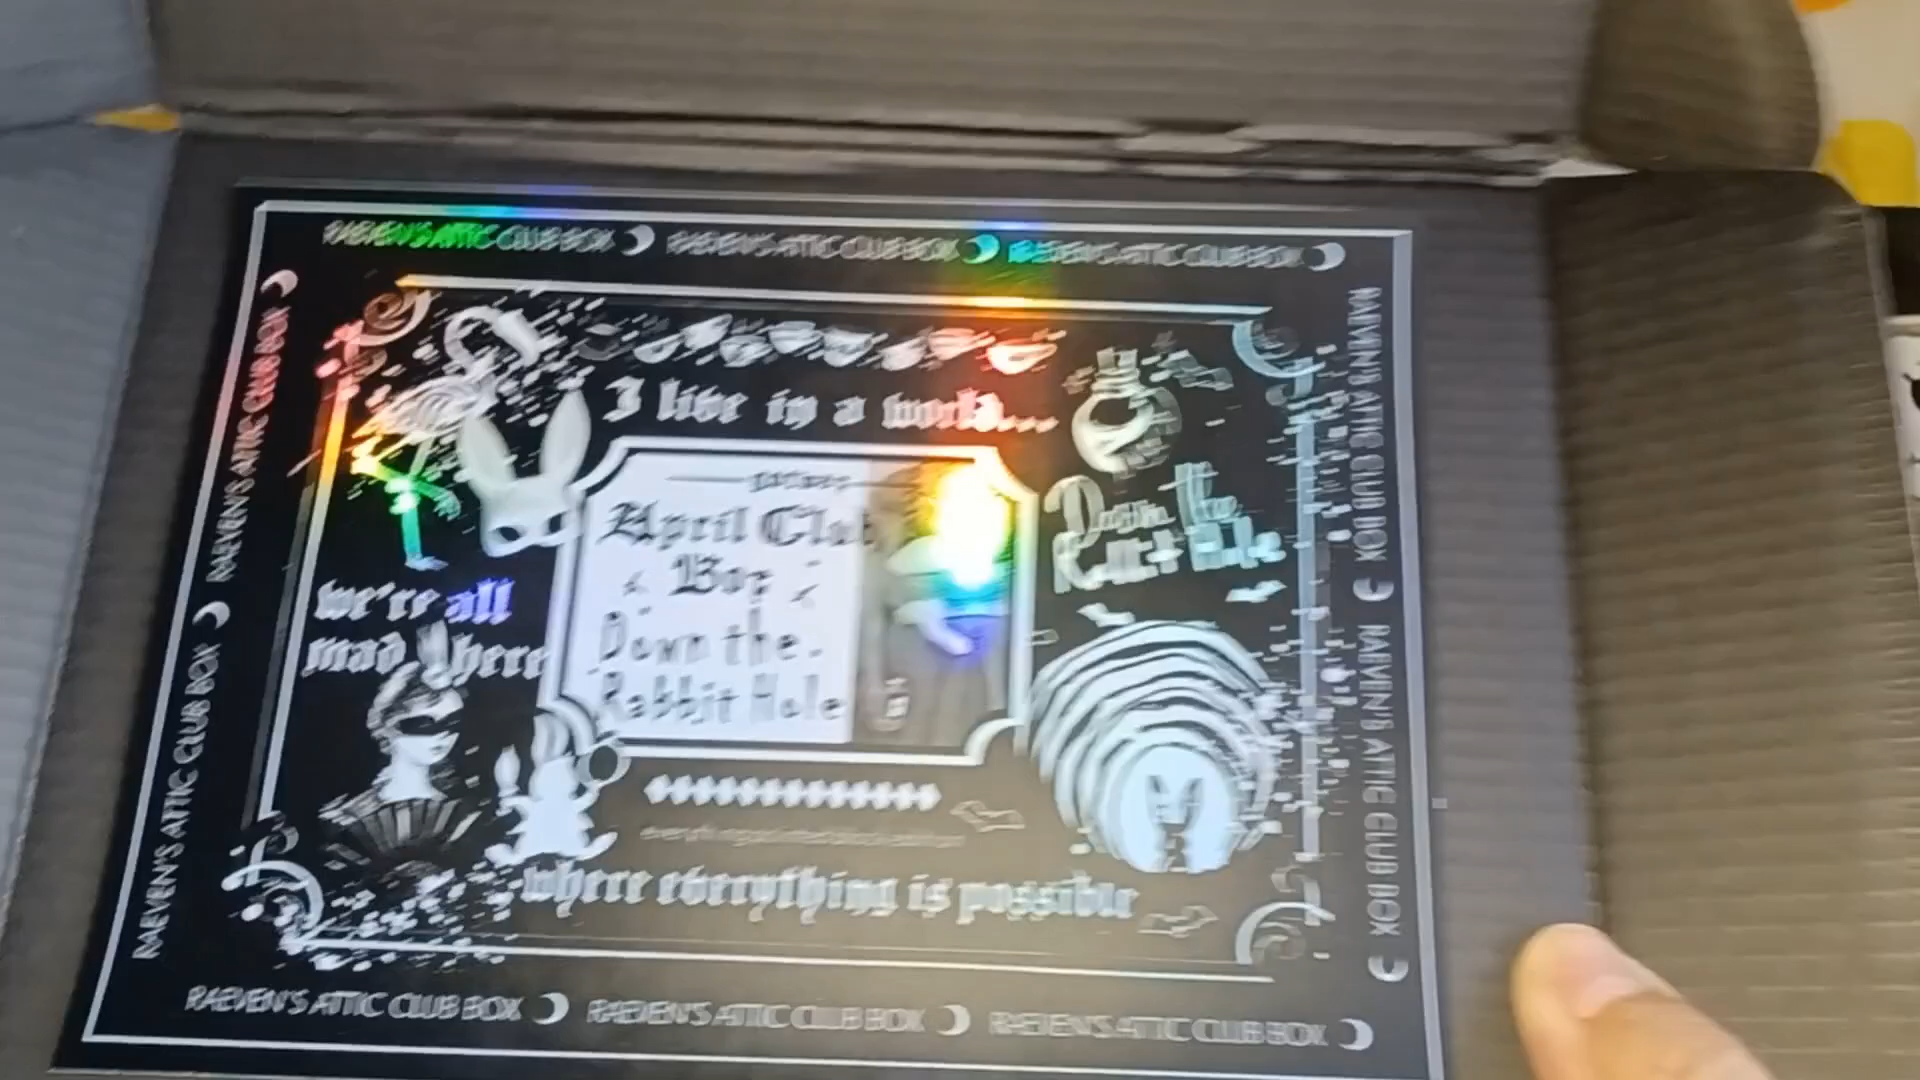 RAEVEN'S ATTIC CLUB BOX RAEVEN'S ATTIC CLUB BOX RAEVEN'S ATTIC CLUB BOX
RAEVEN'S ATTIC CLUB BOX RAEVEN'S ATTIC CLUB BOX
I live in a world...
April Club
Box
Down the
Rabbit Hole
Down the
Rabbit Hole
we're all
mad here
where everything is possible
RAEVEN'S ATTIC CLUB BOX RAEVEN'S ATTIC CLUB BOX
RAEVEN'S ATTIC CLUB BOX RAEVEN'S ATTIC CLUB BOX RAEVEN'S ATTIC CLUB BOX